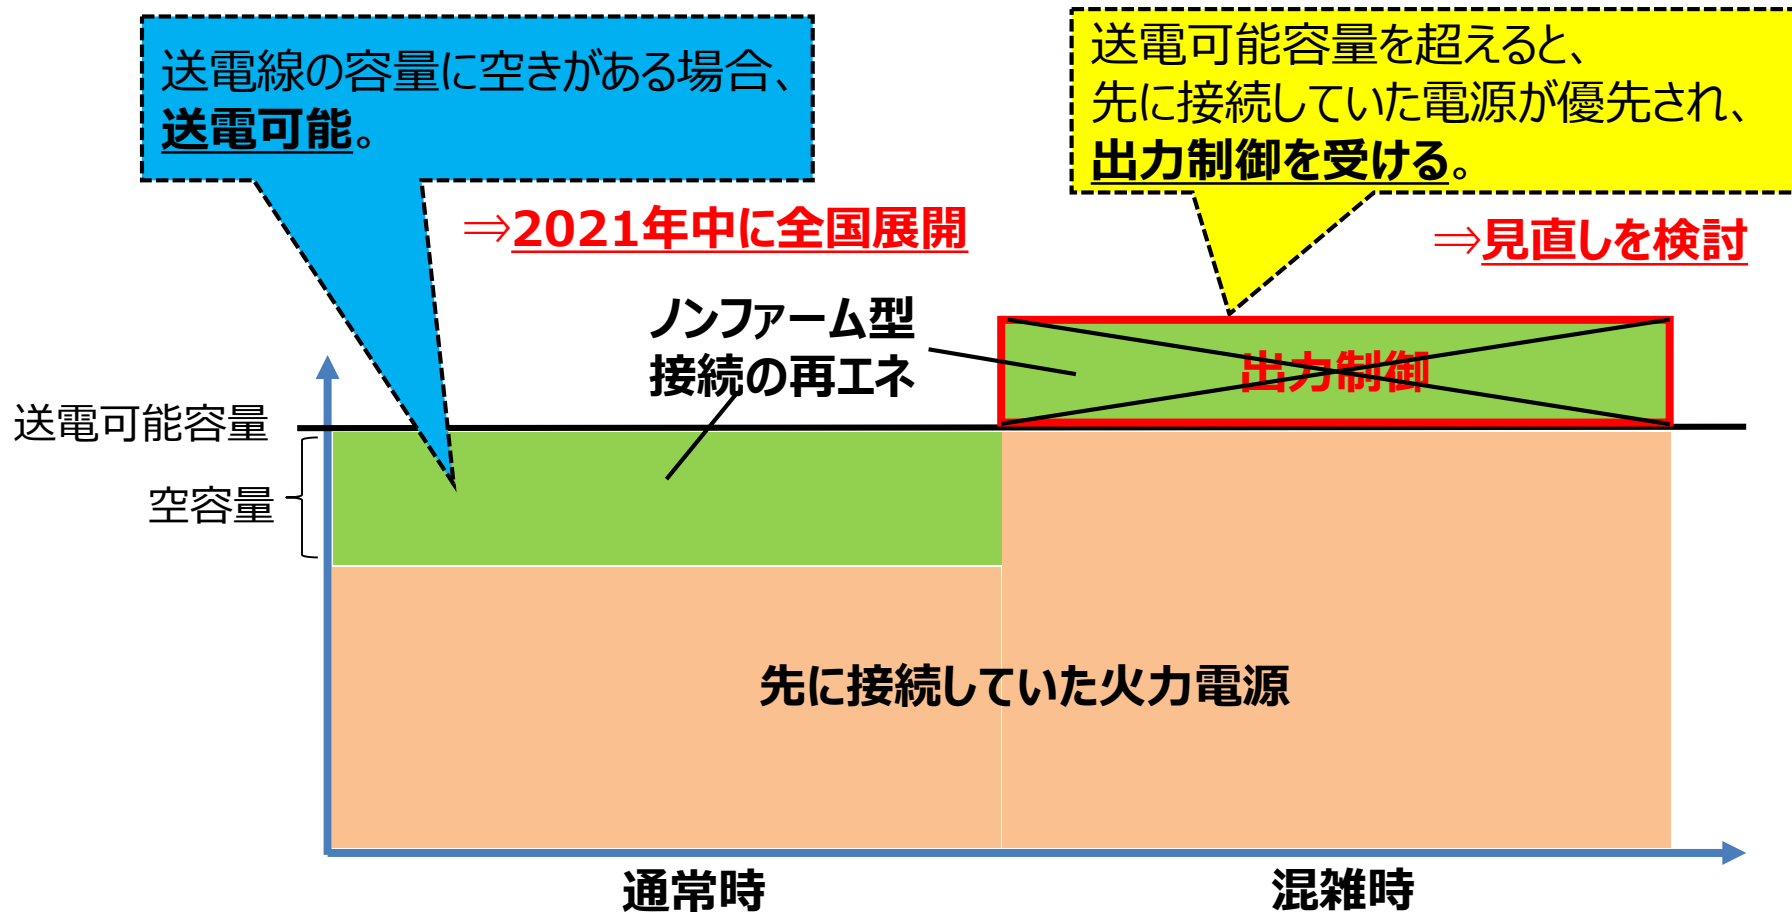 送電線の容量に空きがある場合、
送電可能。
送電可能容量を超えると、
先に接続していた電源が優先され、
出力制御を受ける。
⇒2021年中に全国展開
⇒見直しを検討
ノンファーム型
接続の再エネ
出力制御
送電可能容量
空容量
先に接続していた火力電源
通常時
混雑時